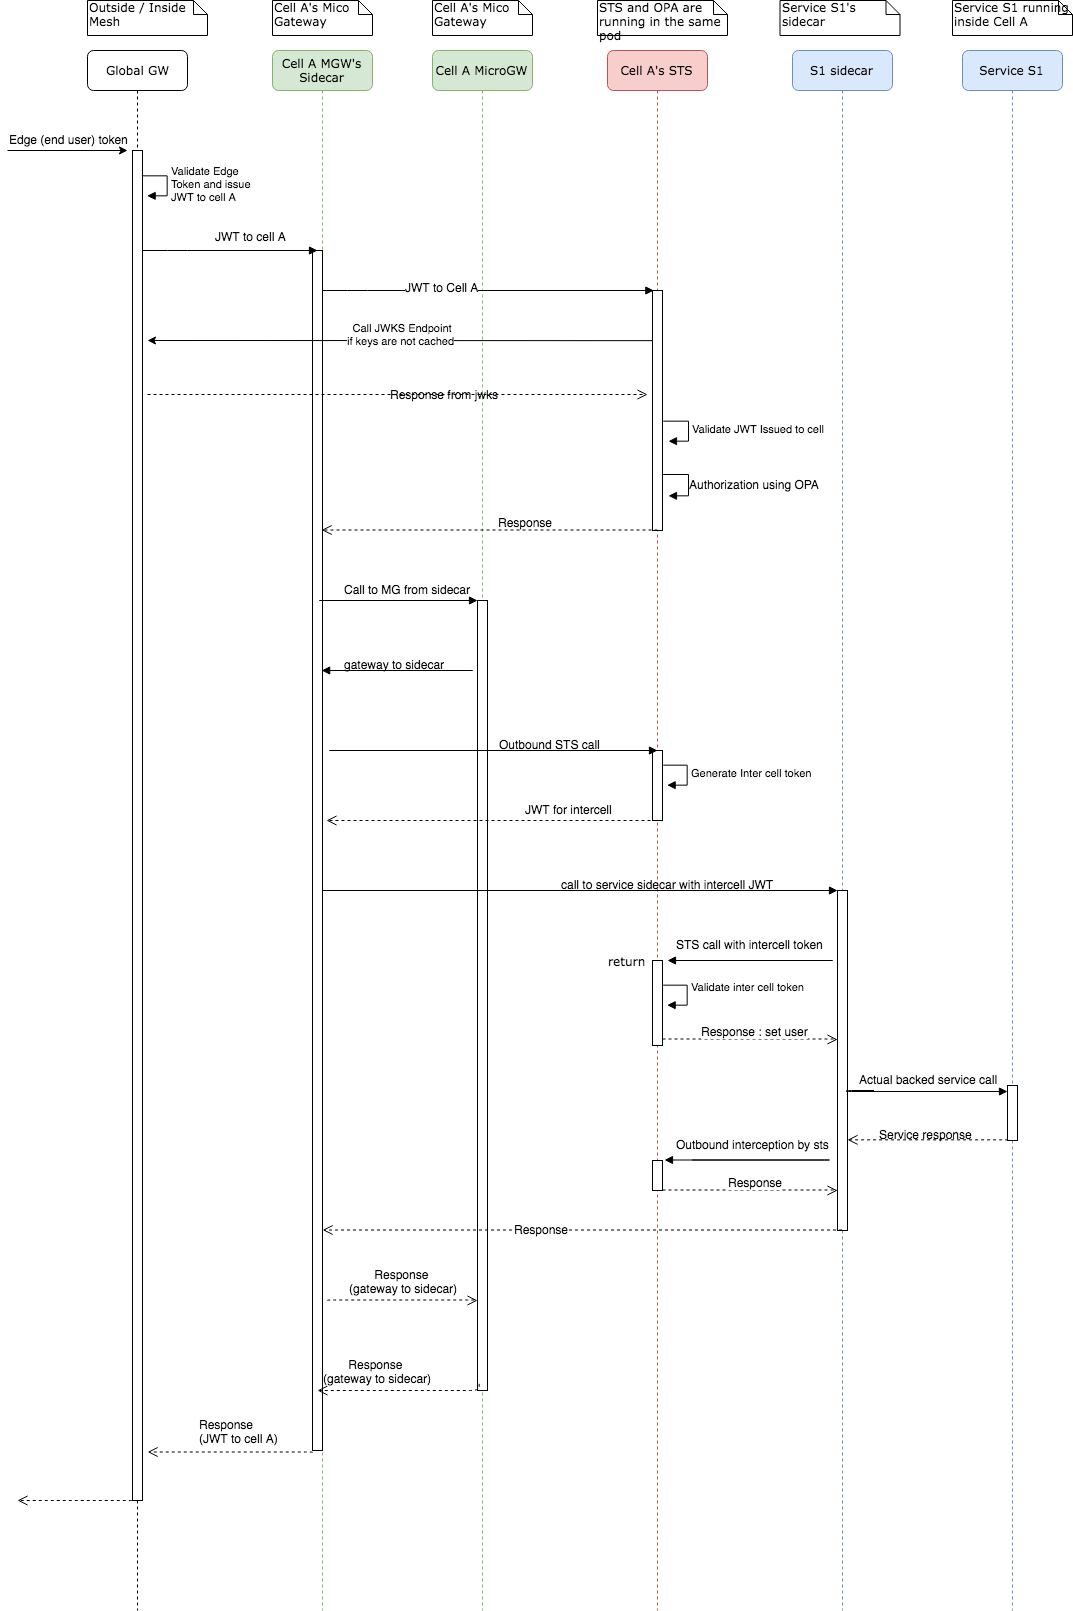 Outside / Inside
Mesh
Cell A's Mico
Gateway
Cell A's Mico
Gateway
STS and OPA are
running in the same
pod
Service S1's
sidecar
Service S1 running
inside Cell A
Global GW
Cell A MGW's
Sidecar
Cell A MicroGW
Cell A's STS
S1 sidecar
Service S1
Edge (end user) token
Validate Edge
Token and issue
JWT to cell A
JWT to cell A
JWT to Cell A
Call JWKS Endpoint
if keys are not cached
Response from jwks
Validate JWT Issued to cell
Authorization using OPA
Response
Call to MG from sidecar
gateway to sidecar
Outbound STS call
Generate Inter cell token
JWT for intercell
call to service sidecar with intercell JWT
STS call with intercell token
return
Validate inter cell token
Response : set user
Actual backed service call
Service response
Outbound interception by sts
Response
Response
Response
(gateway to sidecar)
Response
(gateway to sidecar)
Response
(JWT to cell A)